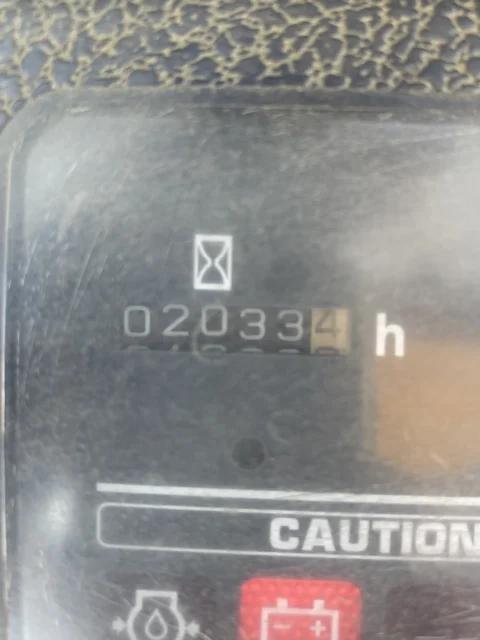 020334 h
CAUTION
- +